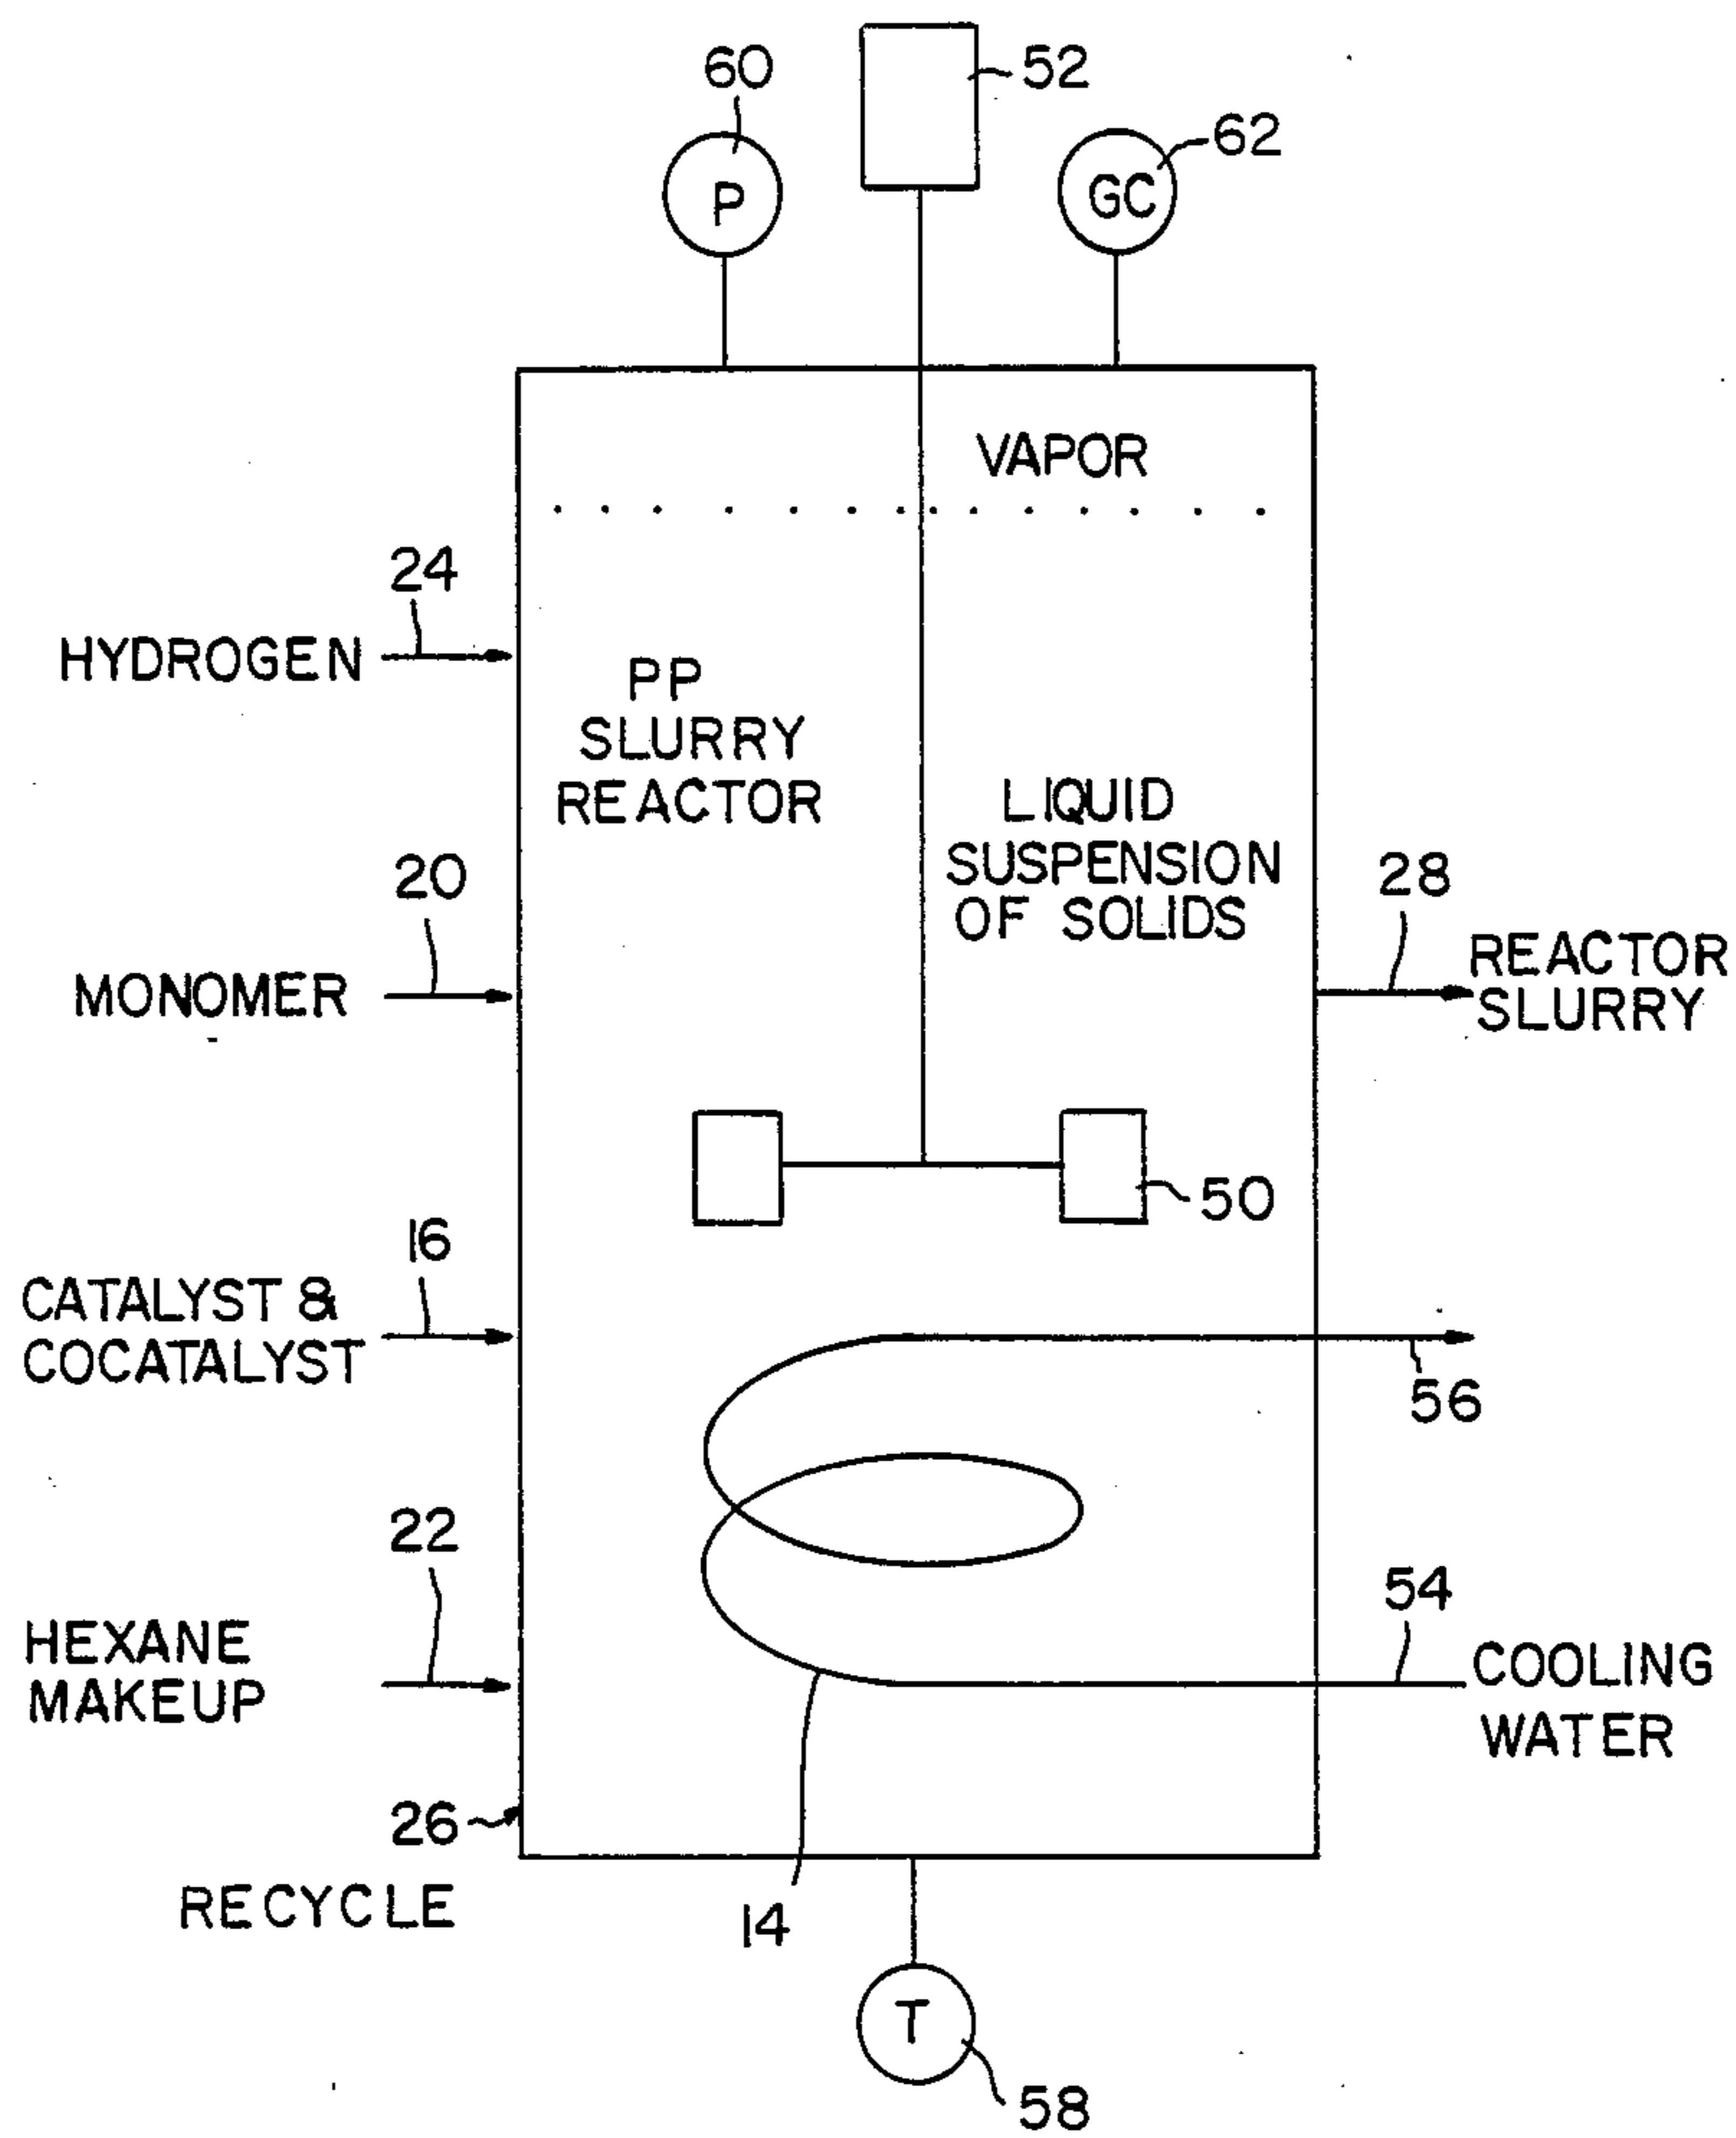 60
52
62
P
GC
VAPOR
24
HYDROGEN
PP
SLURRY
REACTOR
LIQUID
SUSPENSION
OF SOLIDS
20
MONOMER
28
REACTOR
SLURRY
50
16
CATALYST &
COCATALYST
56
22
HEXANE
MAKEUP
54
COOLING
WATER
26
RECYCLE
14
T
58